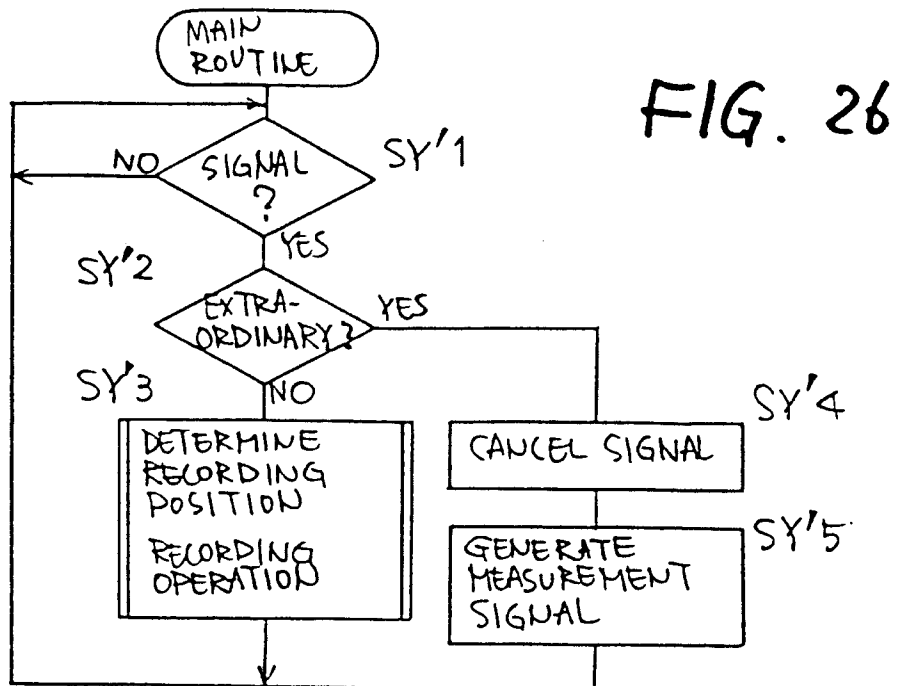 MAIN
ROUTINE
FIG. 26
SIGNAL
?
SY'1
NO
YES
SY'2
EXTRA-
ORDINARY?
YES
SY'3
NO
DETERMINE
RECORDING
POSITION
RECORDING
OPERATION
SY'4
CANCEL SIGNAL
SY'5
GENERATE
MEASUREMENT
SIGNAL